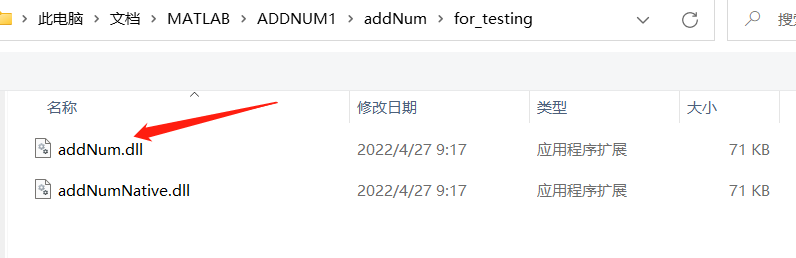 此电脑 > 文档 > MATLAB > ADDNUM1 > addNum > for_testing
名称 修改日期 类型 大小
addNum.dll 2022/4/27 9:17 应用程序扩展 71 KB
addNumNative.dll 2022/4/27 9:17 应用程序扩展 71 KB